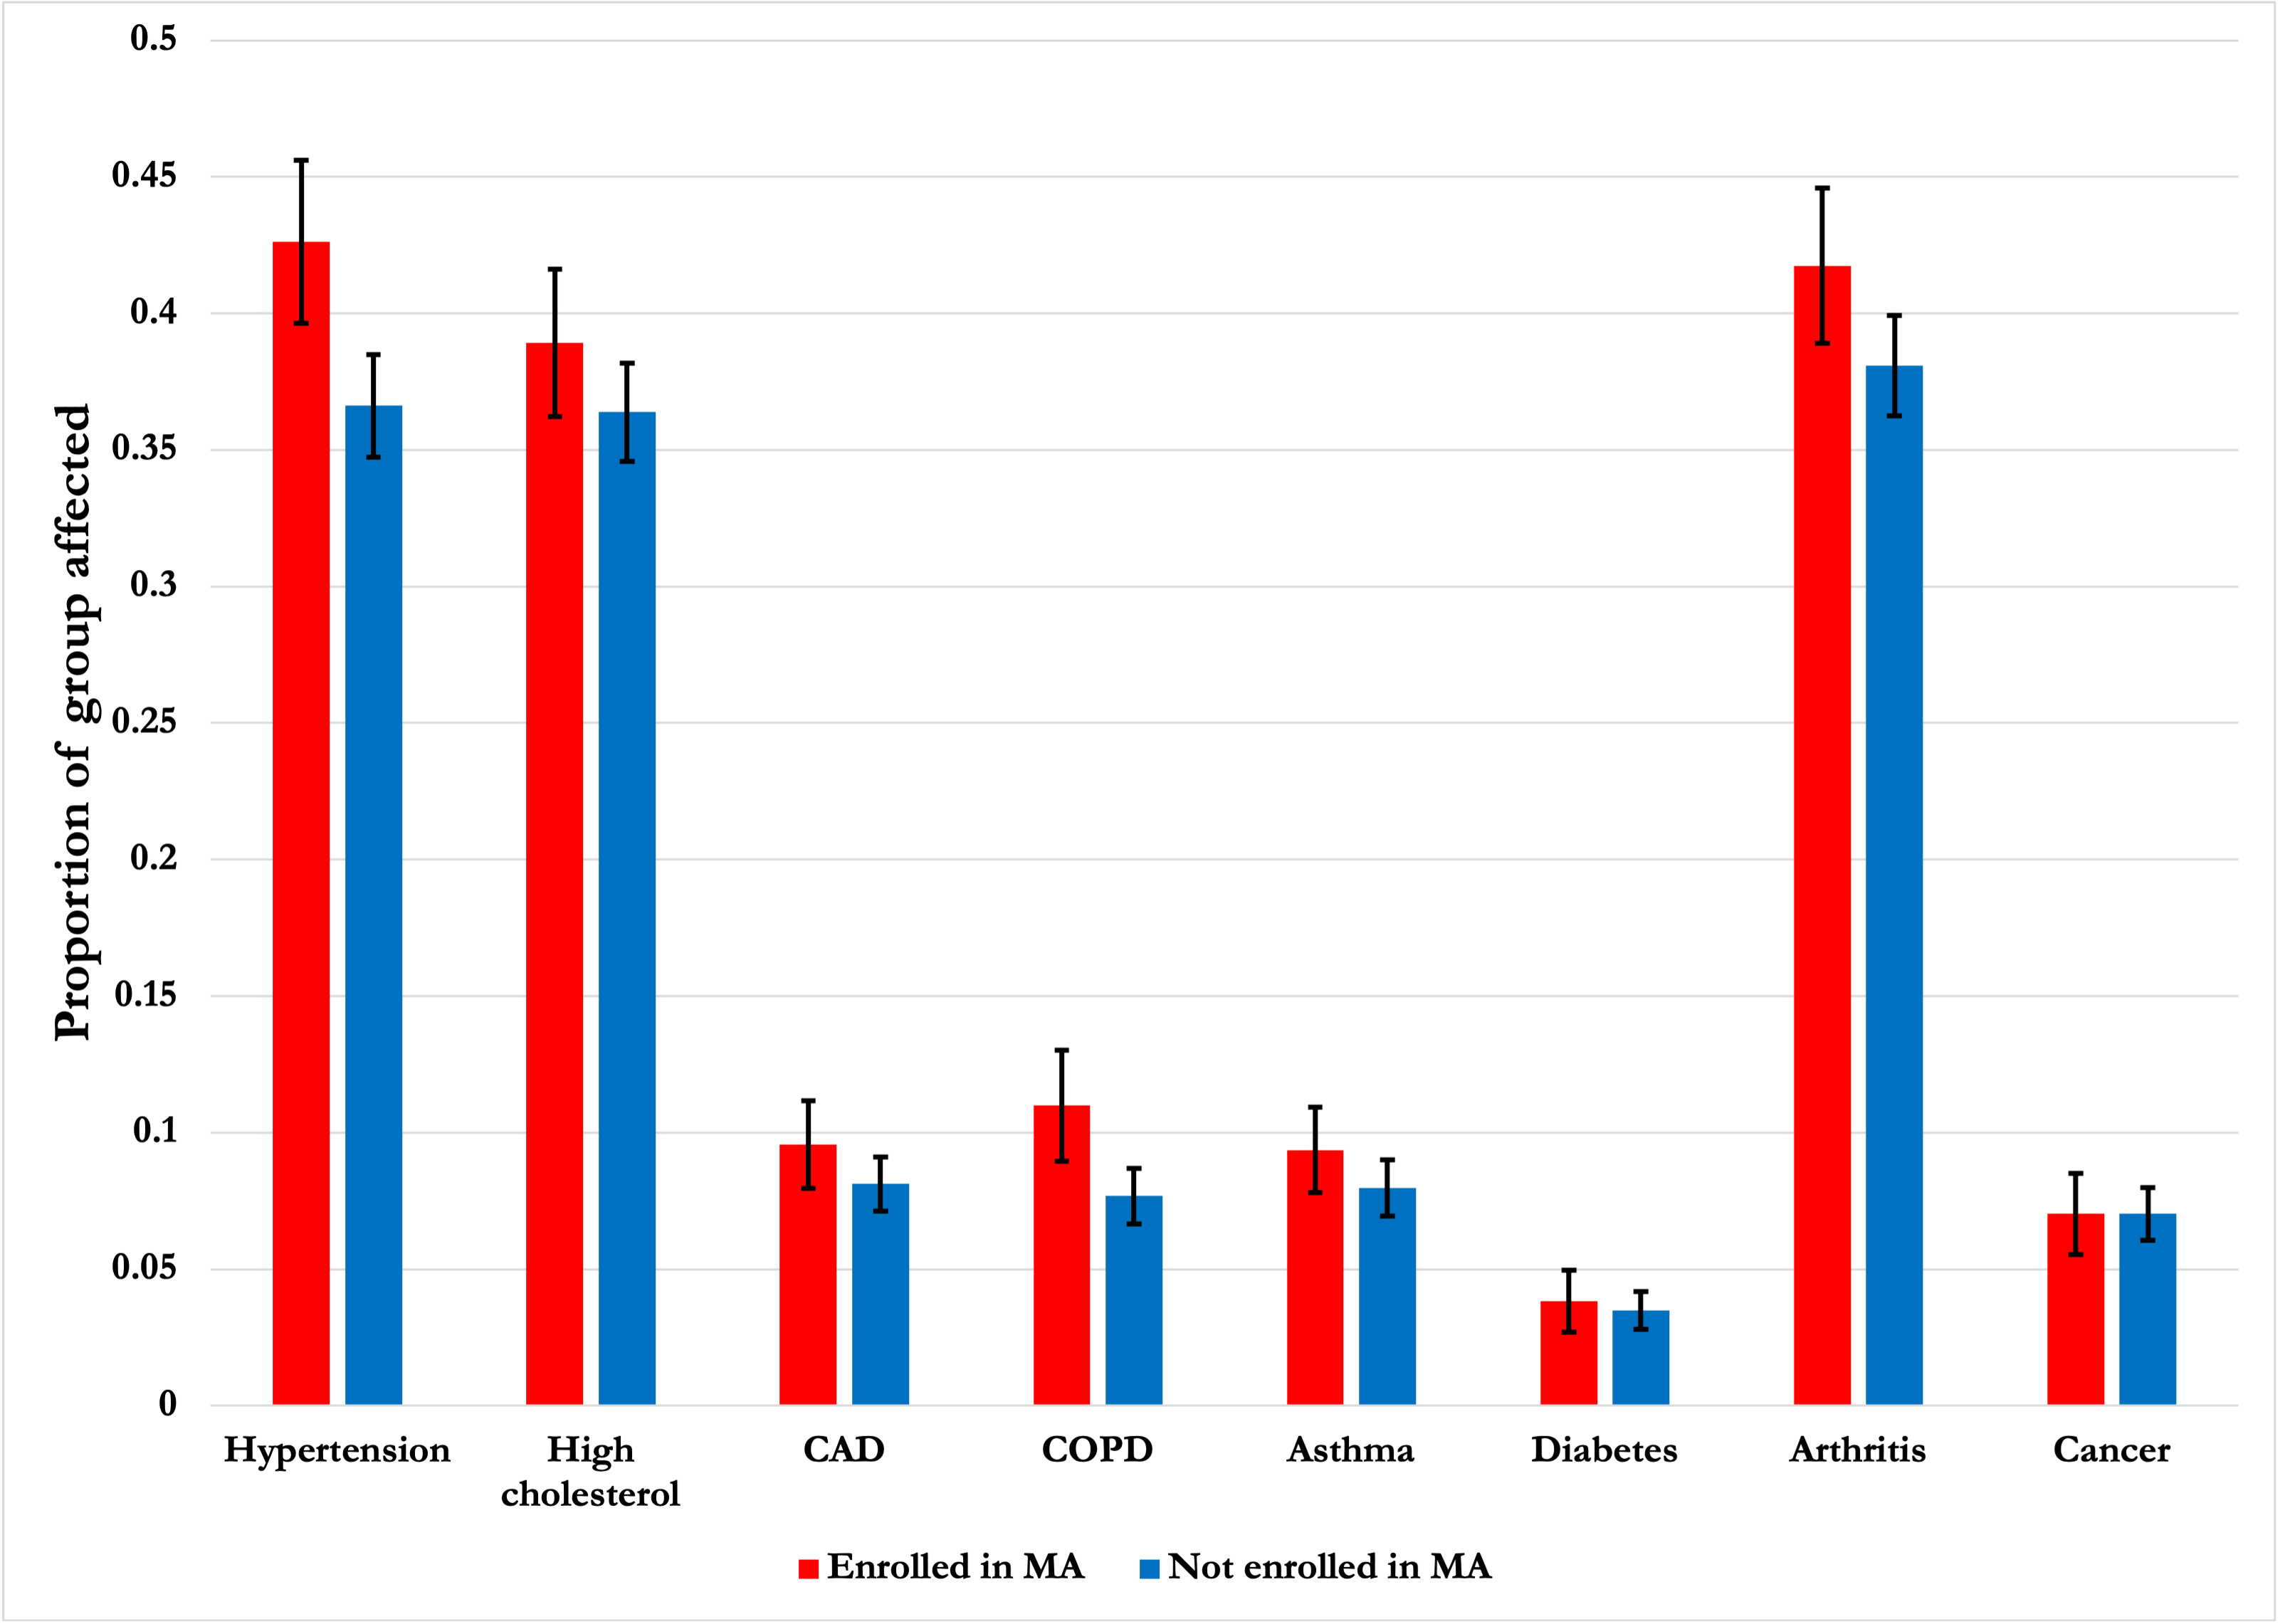 Proportion of group affected
0.5
0.45
0.4
0.35
0.3
0.25
0.2
0.15
0.1
0.05
0
Hypertension
High
cholesterol
CAD
COPD
Asthma
Diabetes
Arthritis
Cancer
Enrolled in MA
Not enrolled in MA